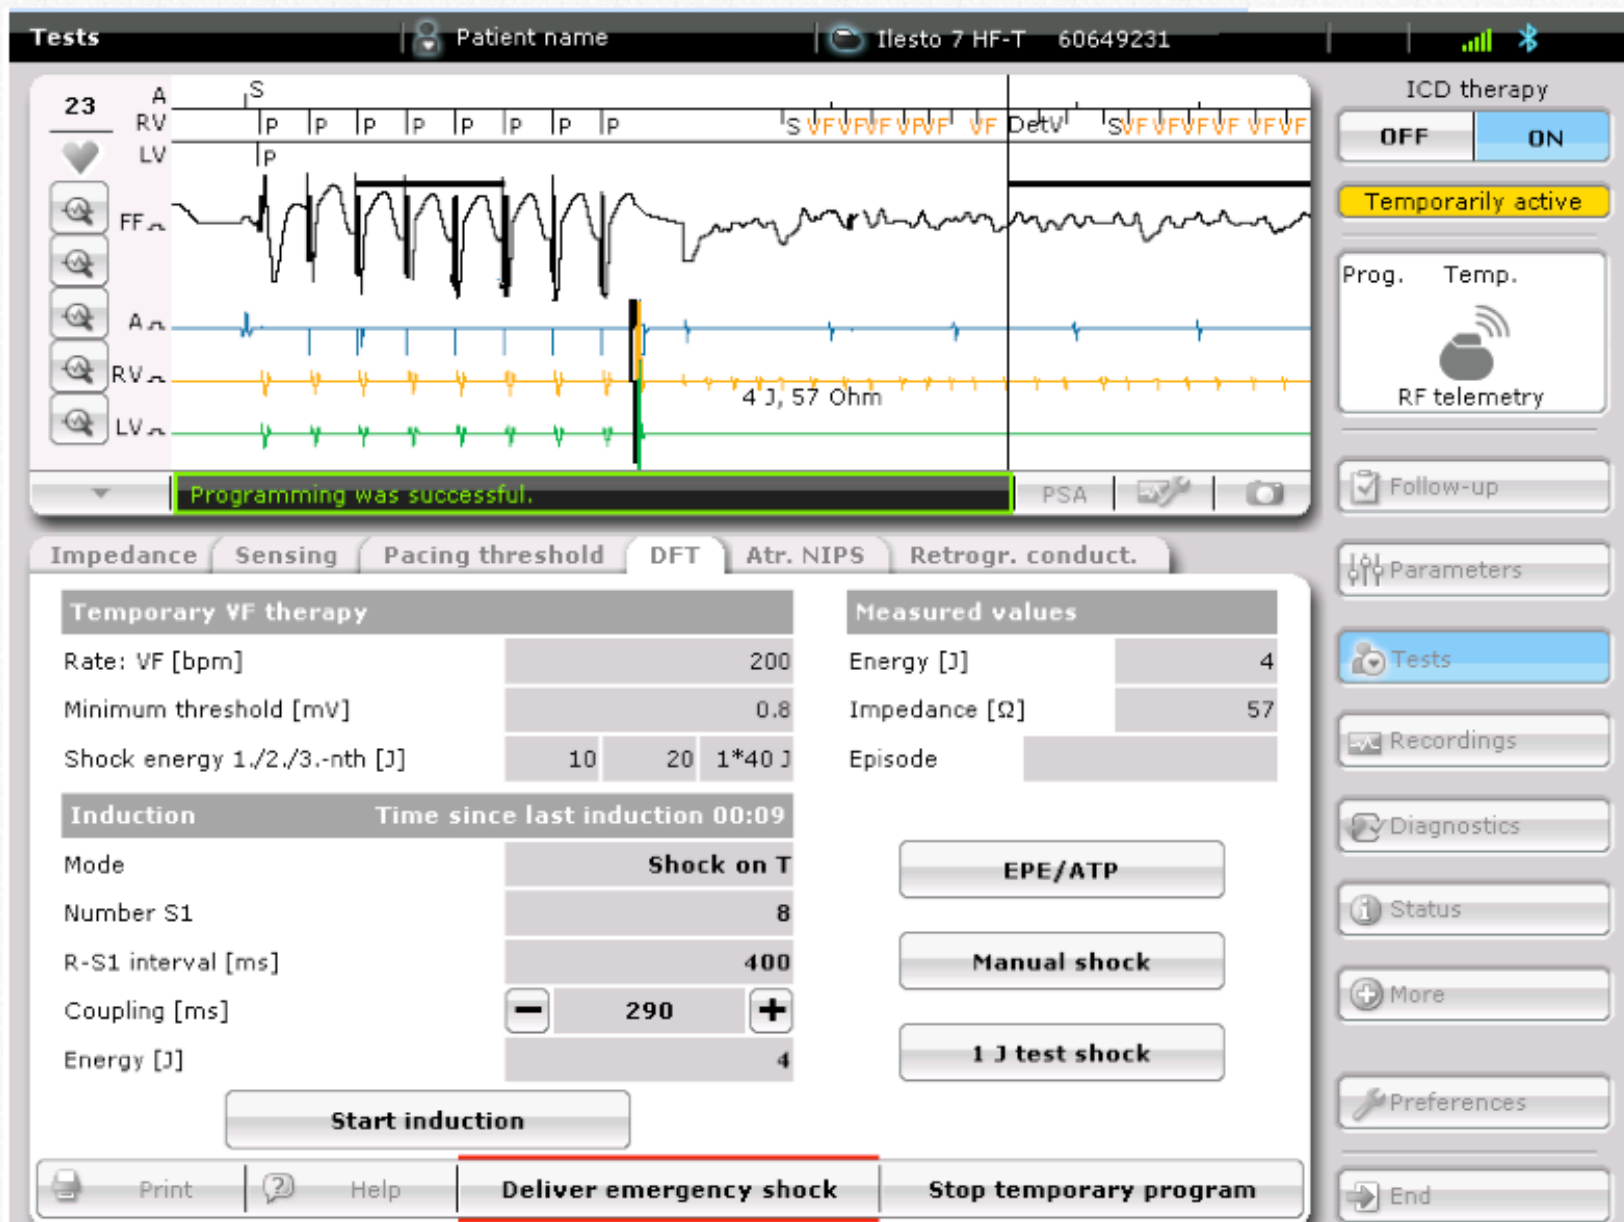 Tests Patient name Ilesto 7 HF-T 60649231
ICD therapy
OFF ON
Temporarily active
Prog. Temp.
RF telemetry
23
A S
RV P P P P P P P P S VF VF VF VF VF VF DetV S VF VF VF VF VF VF
LV P
FF
A
RV
4 J, 57 Ohm
LV
Programming was successful. PSA
Impedance Sensing Pacing threshold DFT Atr. NIPS Retrogr. conduct.
Temporary VF therapy
Rate: VF [bpm] 200
Minimum threshold [mV] 0.8
Shock energy 1./2./3.-nth [J] 10 20 1*40 J
Measured values
Energy [J] 4
Impedance [Ω] 57
Episode
Induction Time since last induction 00:09
Mode Shock on T
Number S1 8
R-S1 interval [ms] 400
Coupling [ms] − 290 +
Energy [J] 4
Start induction
EPE/ATP
Manual shock
1 J test shock
Print Help Deliver emergency shock Stop temporary program
Follow-up
Parameters
Tests
Recordings
Diagnostics
Status
More
Preferences
End